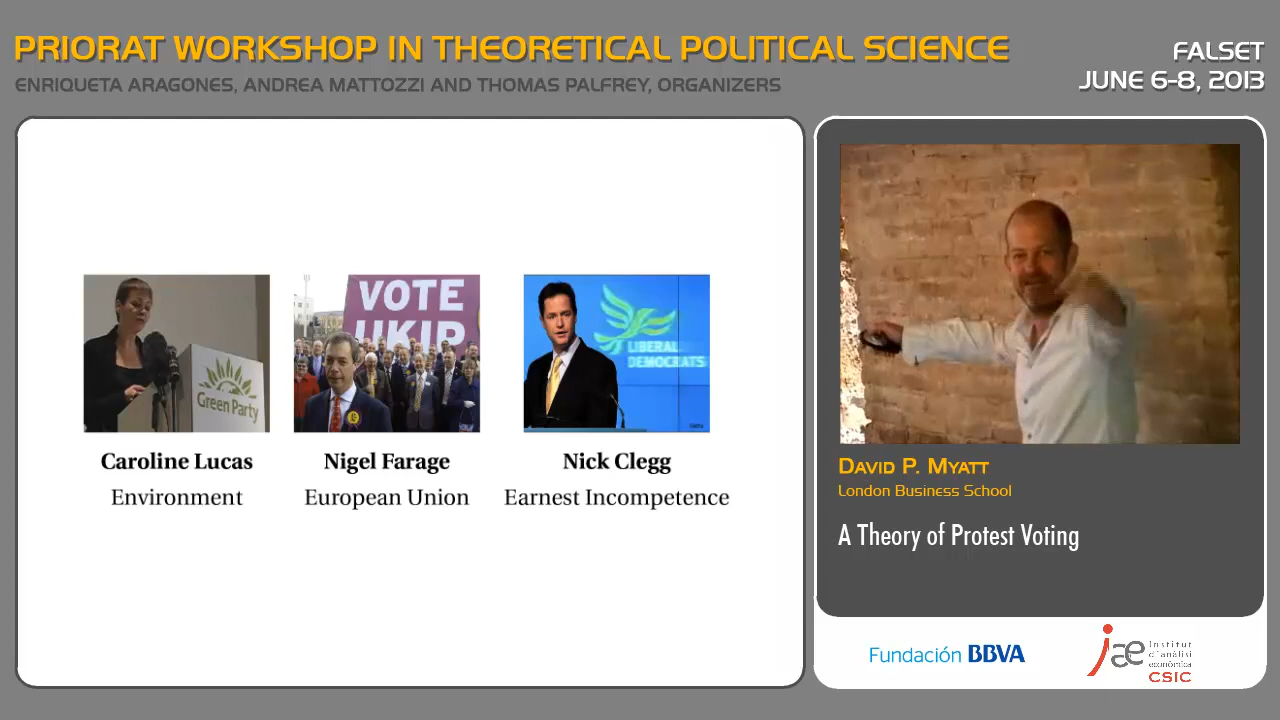 PRIORAT WORKSHOP IN THEORETICAL POLITICAL SCIENCE
ENRIQUETA ARAGONES, ANDREA MATTOZZI AND THOMAS PALFREY, ORGANIZERS
FALSET
JUNE 6-8, 2013
VOTE
UKIP
LIBERAL
DEMOCRATS
Green Party
Caroline Lucas
Nigel Farage
Nick Clegg
Environment
European Union
Earnest Incompetence
DAVID P. MYATT
London Business School
A Theory of Protest Voting
Fundación BBVA
iae
Institut
d'anàlisi
econòmica
CSIC